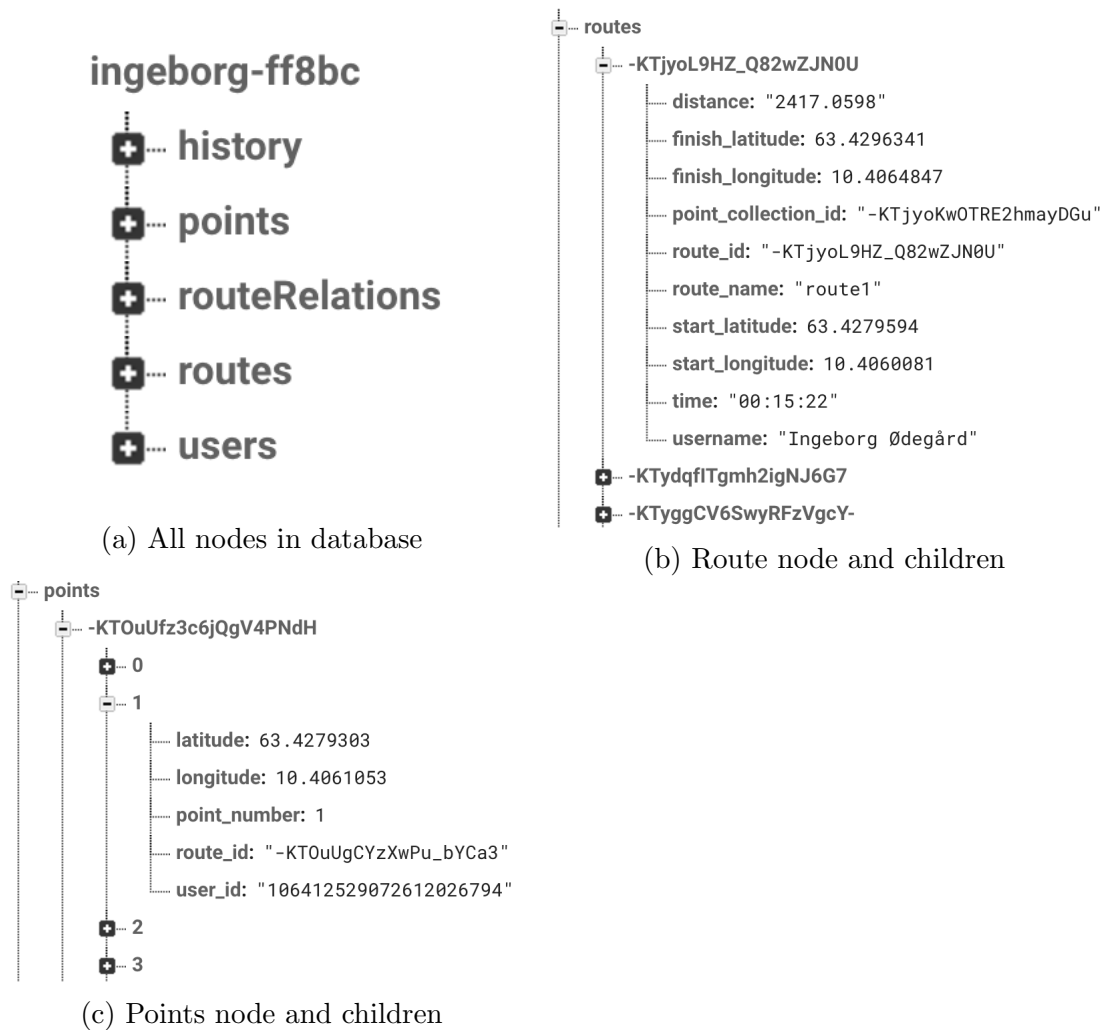 ingeborg-ff8bc
history
points
routeRelations
routes
users
(a) All nodes in database
routes
-KTjyoL9HZ_Q82wZJN0U
distance: "2417.0598"
finish_latitude: 63.4296341
finish_longitude: 10.4064847
point_collection_id: "-KTjyoKwOTRE2hmayDGu"
route_id: "-KTjyoL9HZ_Q82wZJN0U"
route_name: "route1"
start_latitude: 63.4279594
start_longitude: 10.4060081
time: "00:15:22"
username: "Ingeborg Ødegård"
-KTydqfITgmh2igNJ6G7
-KTyggCV6SwyRFzVgcY-
(b) Route node and children
points
-KTOuUfz3c6jQgV4PNdH
0
1
latitude: 63.4279303
longitude: 10.4061053
point_number: 1
route_id: "-KTOuUgCYzXwPu_bYCa3"
user_id: "106412529072612026794"
2
3
(c) Points node and children